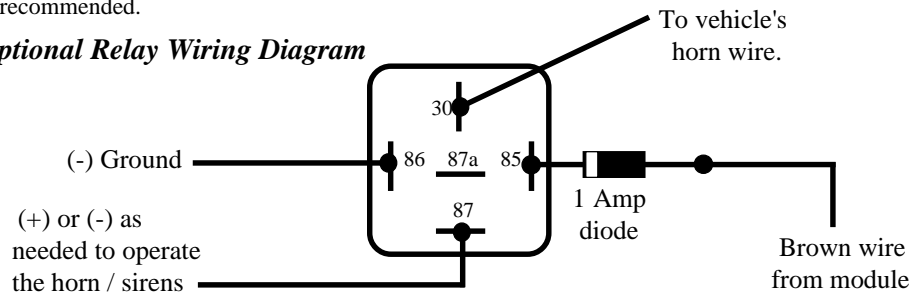 recommended.
ptional Relay Wiring Diagram
To vehicle's
horn wire.
30
(-) Ground
86 87a 85
87
1 Amp
diode
(+) or (-) as
needed to operate
the horn / sirens
Brown wire
from module